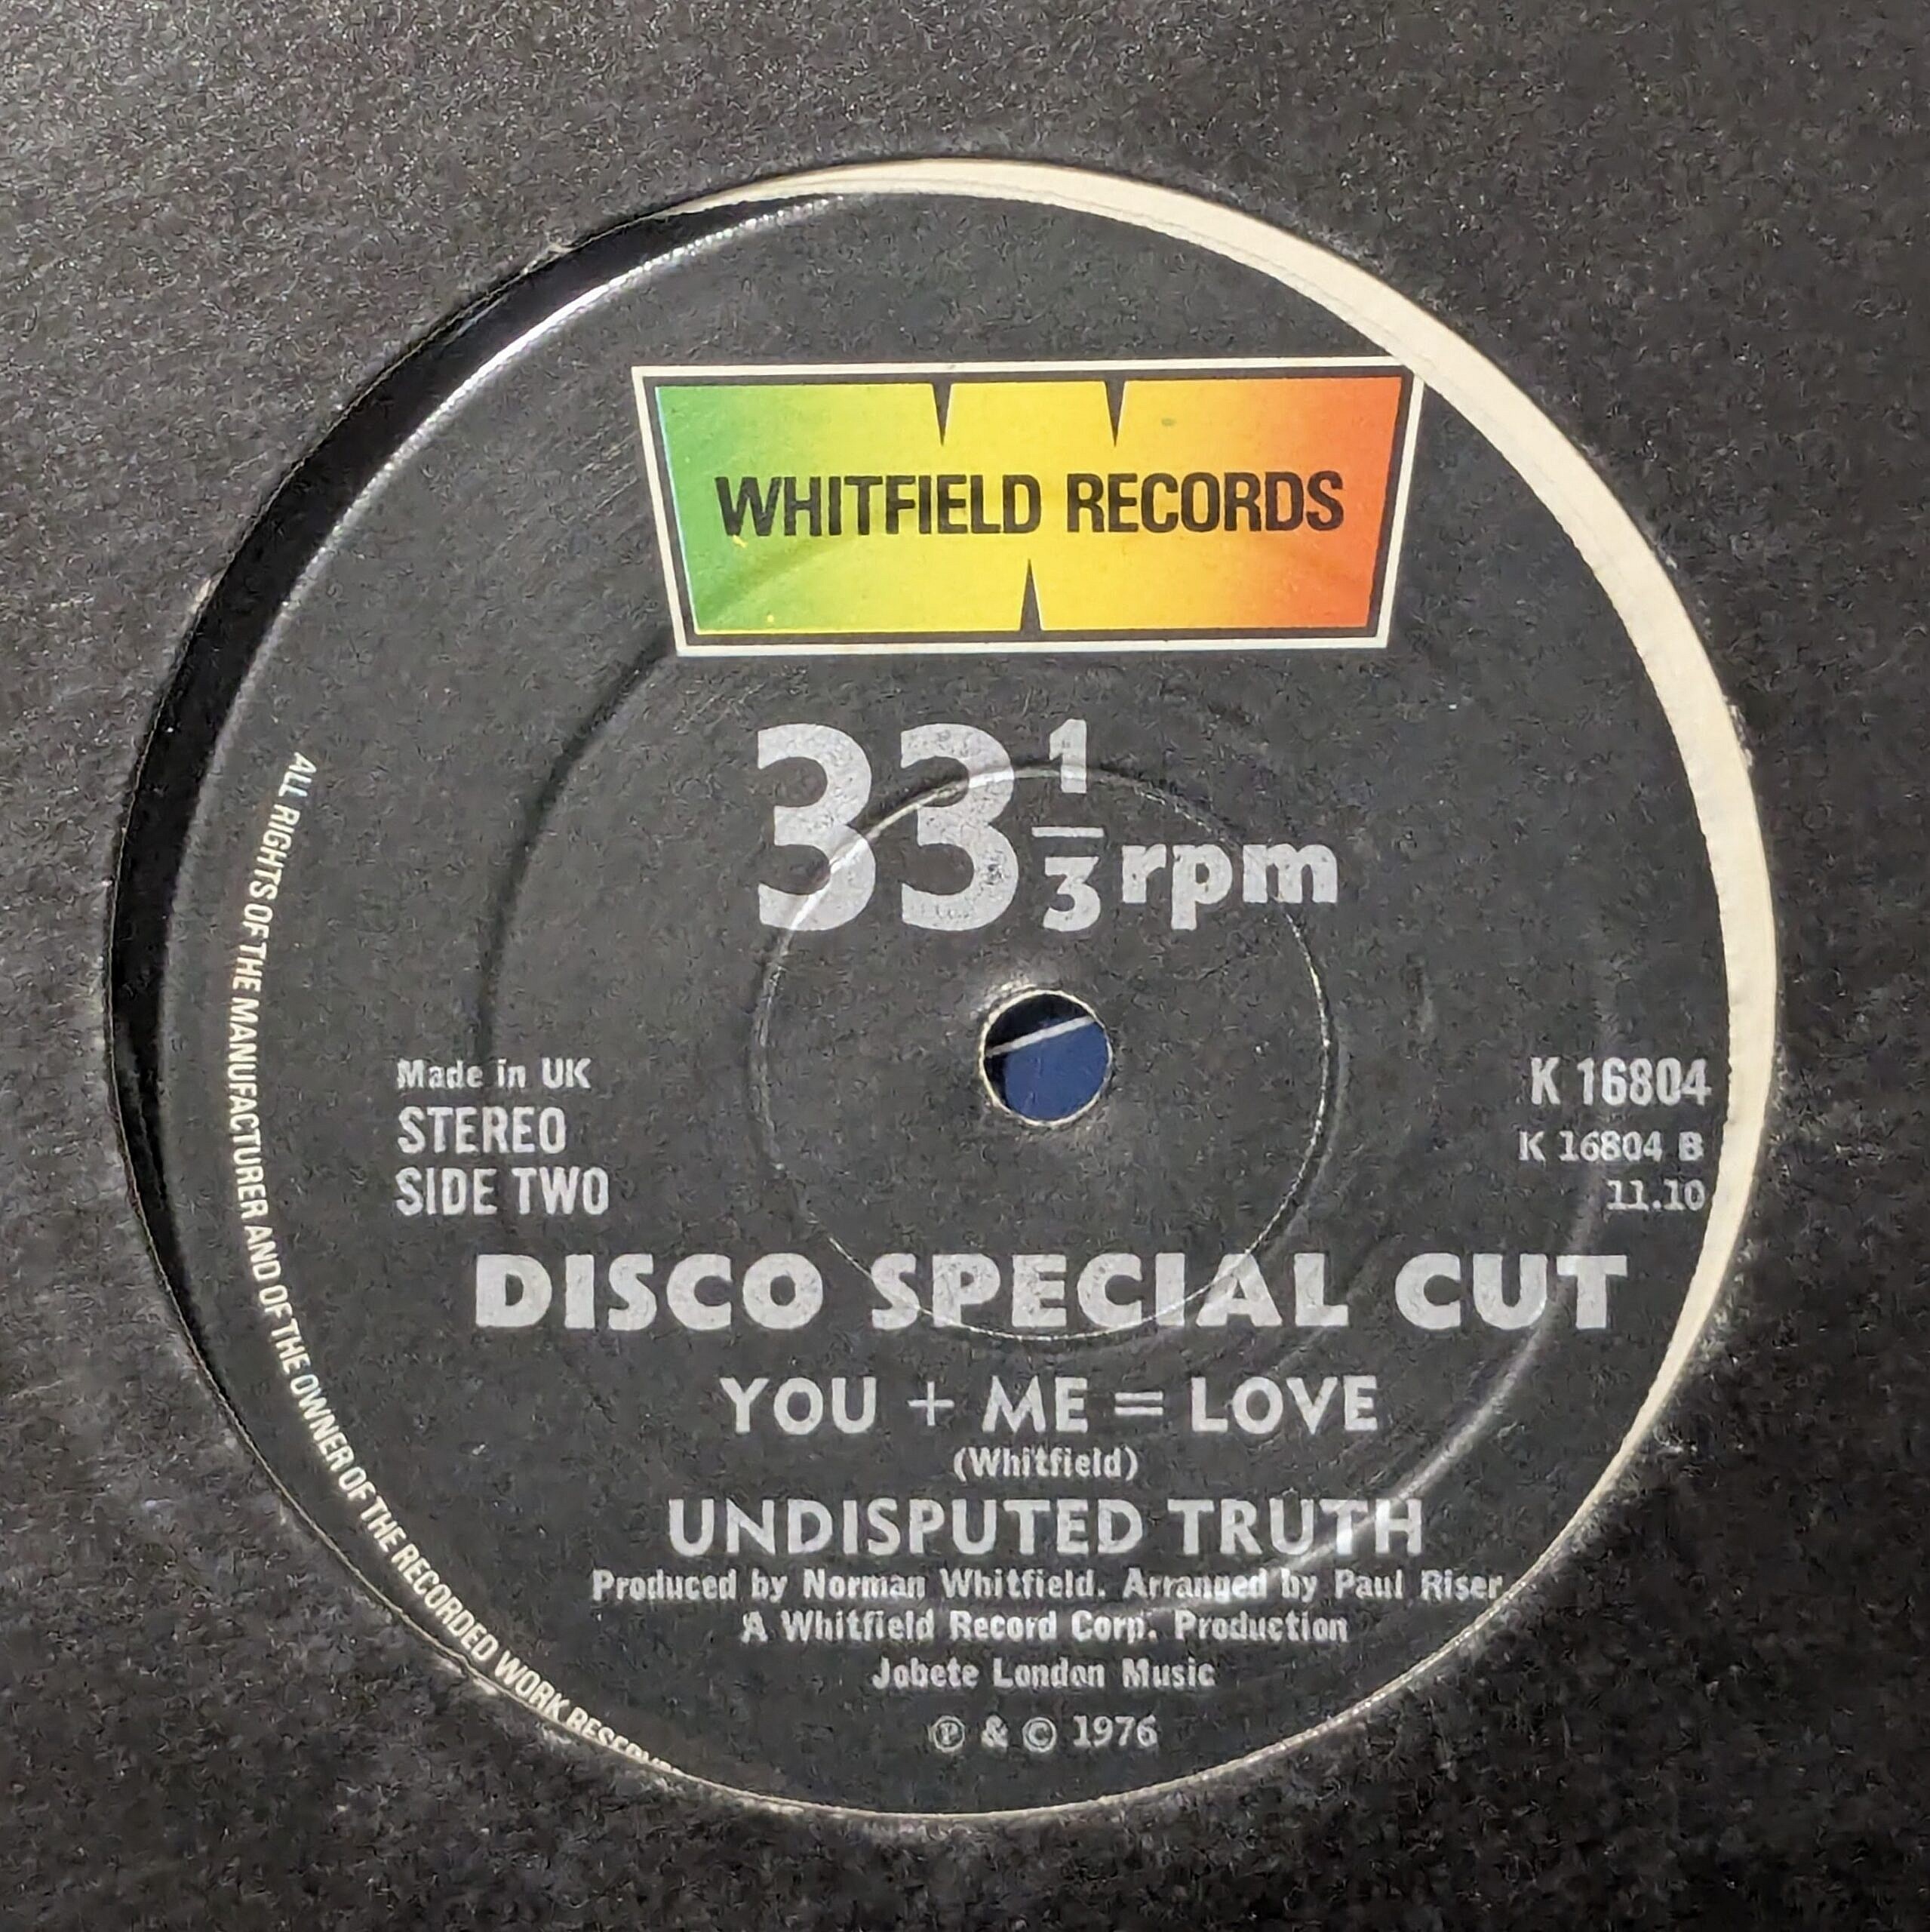 WHITFIELD RECORDS
33 1/3 rpm
Made in UK
STEREO
SIDE TWO
K 16804
K 16804 B
11.10
DISCO SPECIAL CUT
YOU + ME = LOVE
(Whitfield)
UNDISPUTED TRUTH
Produced by Norman Whitfield. Arranged by Paul Riser
A Whitfield Record Corp. Production
Jobete London Music
℗ & © 1976
ALL RIGHTS OF THE MANUFACTURER AND OF THE OWNER OF THE RECORDED WORK